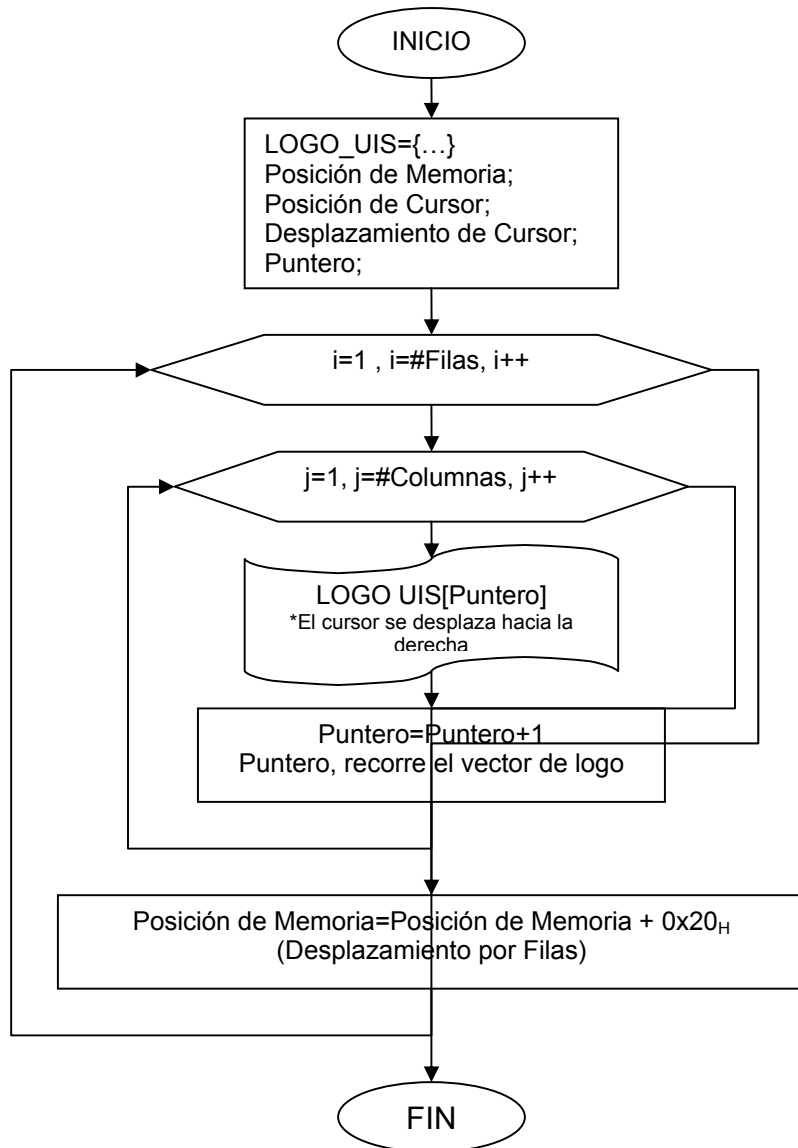 INICIO
LOGO_UIS={…}
Posición de Memoria;
Posición de Cursor;
Desplazamiento de Cursor;
Puntero;
i=1 , i=#Filas, i++
j=1, j=#Columnas, j++
LOGO UIS[Puntero]
*El cursor se desplaza hacia la
derecha
Puntero=Puntero+1
Puntero, recorre el vector de logo
Posición de Memoria=Posición de Memoria + 0x20H
(Desplazamiento por Filas)
FIN